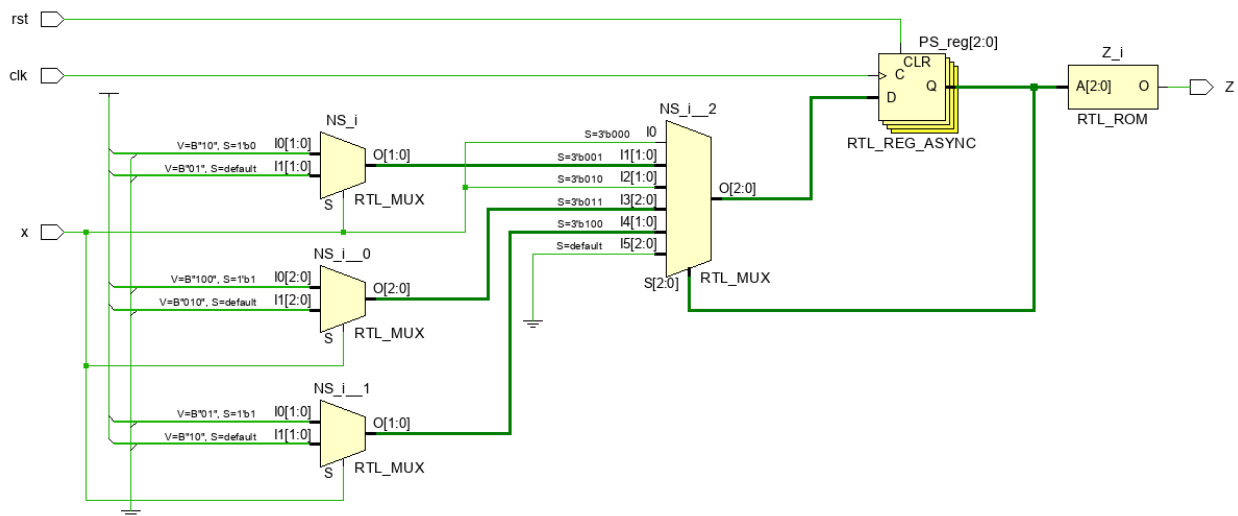 rst
clk
x
NS_i
V=B"10", S=1'b0
I0[1:0]
V=B"01", S=default
I1[1:0]
O[1:0]
S
RTL_MUX
NS_i__0
V=B"100", S=1'b1
I0[2:0]
V=B"010", S=default
I1[2:0]
O[2:0]
S
RTL_MUX
NS_i__1
V=B"01", S=1'b1
I0[1:0]
V=B"10", S=default
I1[1:0]
O[1:0]
S
RTL_MUX
NS_i__2
S=3'b000
I0
S=3'b001
I1[1:0]
S=3'b010
I2[1:0]
S=3'b011
I3[2:0]
S=3'b100
I4[1:0]
S=default
I5[2:0]
O[2:0]
S[2:0]
RTL_MUX
PS_reg[2:0]
CLR
C
Q
D
RTL_REG_ASYNC
Z_i
A[2:0]
O
RTL_ROM
Z